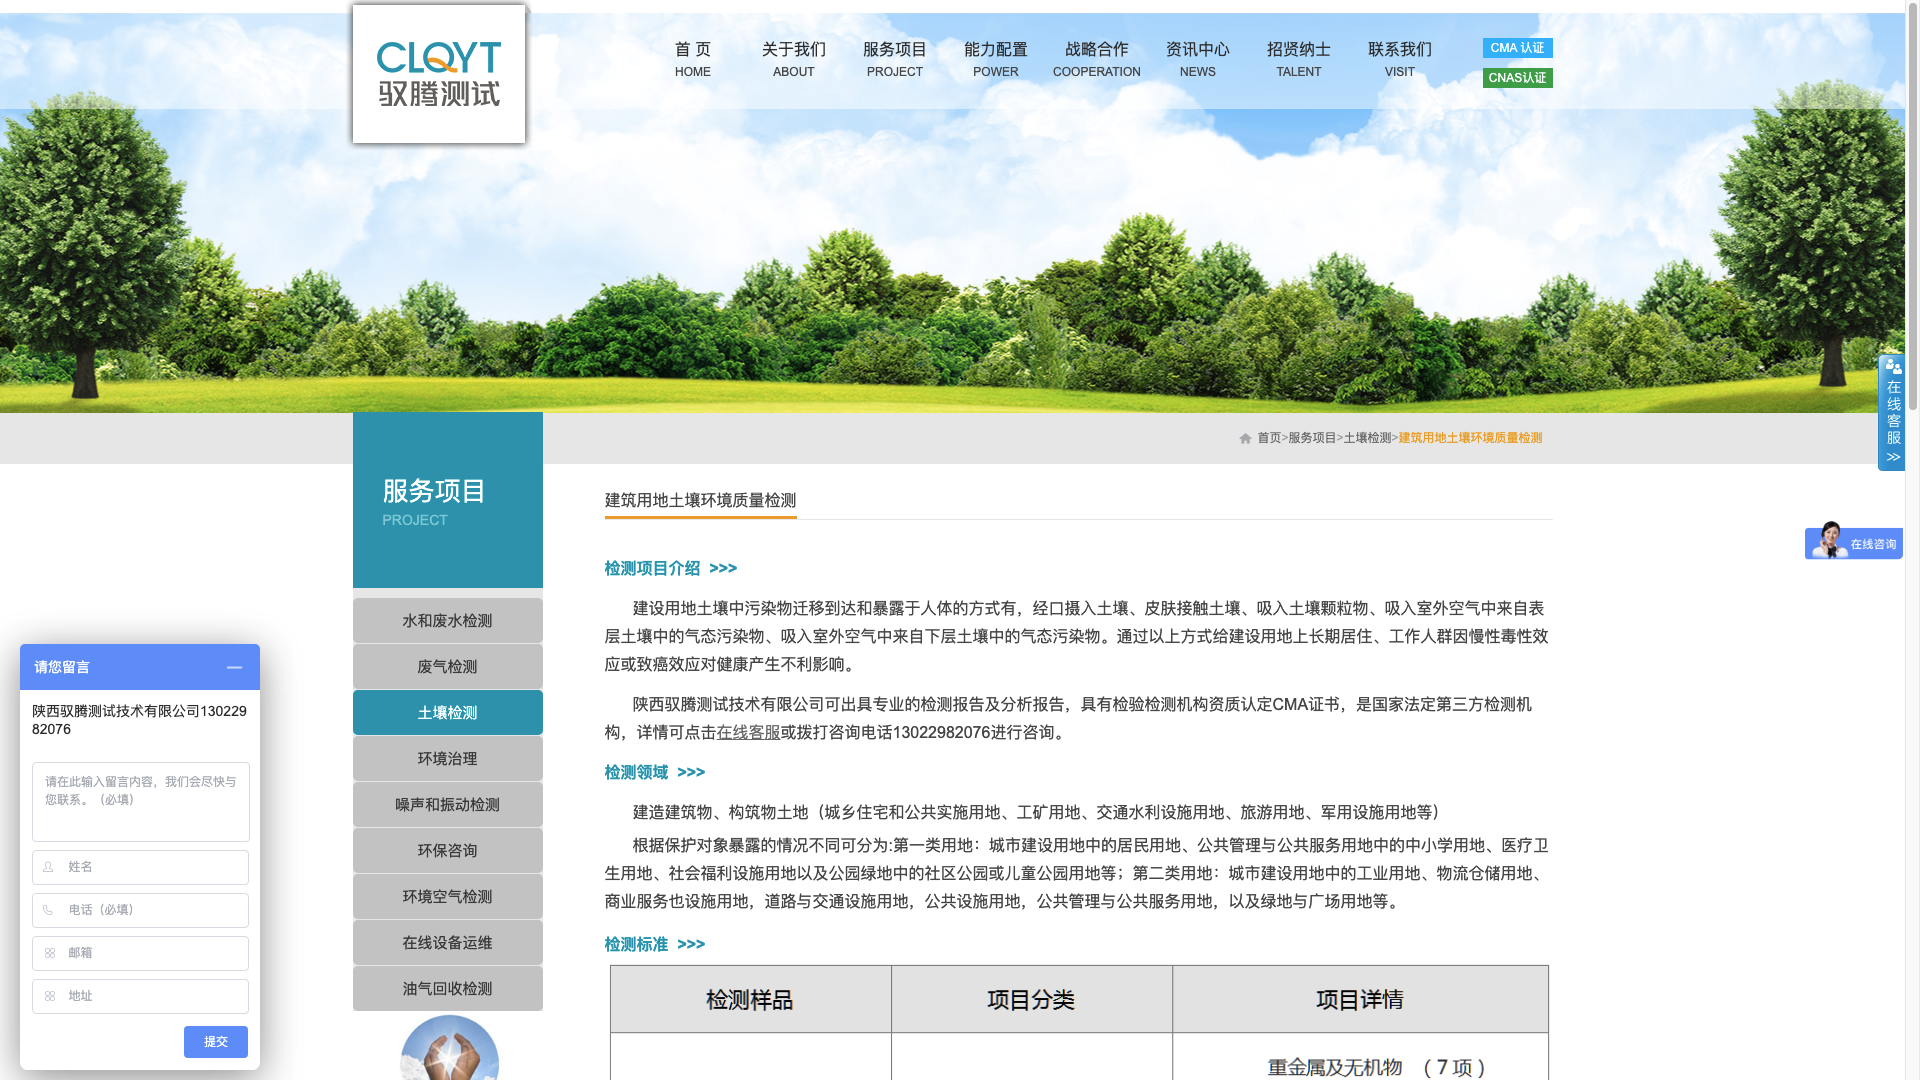 CLQYT
驭腾测试
首 页
HOME
关于我们
ABOUT
服务项目
PROJECT
能力配置
POWER
战略合作
COOPERATION
资讯中心
NEWS
招贤纳士
TALENT
联系我们
VISIT
CMA 认证
CNAS认证
首页>服务项目>土壤检测>建筑用地土壤环境质量检测
服务项目
PROJECT
水和废水检测
废气检测
土壤检测
环境治理
噪声和振动检测
环保咨询
环境空气检测
在线设备运维
油气回收检测
建筑用地土壤环境质量检测
检测项目介绍 >>>
建设用地土壤中污染物迁移到达和暴露于人体的方式有，经口摄入土壤、皮肤接触土壤、吸入土壤颗粒物、吸入室外空气中来自表
层土壤中的气态污染物、吸入室外空气中来自下层土壤中的气态污染物。通过以上方式给建设用地上长期居住、工作人群因慢性毒性效
应或致癌效应对健康产生不利影响。
陕西驭腾测试技术有限公司可出具专业的检测报告及分析报告，具有检验检测机构资质认定CMA证书，是国家法定第三方检测机
构，详情可点击在线客服或拨打咨询电话13022982076进行咨询。
检测领域 >>>
建造建筑物、构筑物土地（城乡住宅和公共实施用地、工矿用地、交通水利设施用地、旅游用地、军用设施用地等）
根据保护对象暴露的情况不同可分为:第一类用地：城市建设用地中的居民用地、公共管理与公共服务用地中的中小学用地、医疗卫
生用地、社会福利设施用地以及公园绿地中的社区公园或儿童公园用地等；第二类用地：城市建设用地中的工业用地、物流仓储用地、
商业服务也设施用地，道路与交通设施用地，公共设施用地，公共管理与公共服务用地，以及绿地与广场用地等。
检测标准 >>>
检测样品
项目分类
项目详情
重金属及无机物 （ 7 项 ）
在线客服
>>
在线咨询
请您留言
陕西驭腾测试技术有限公司130229
82076
请在此输入留言内容，我们会尽快与
您联系。（必填）
姓名
电话（必填）
邮箱
地址
提交